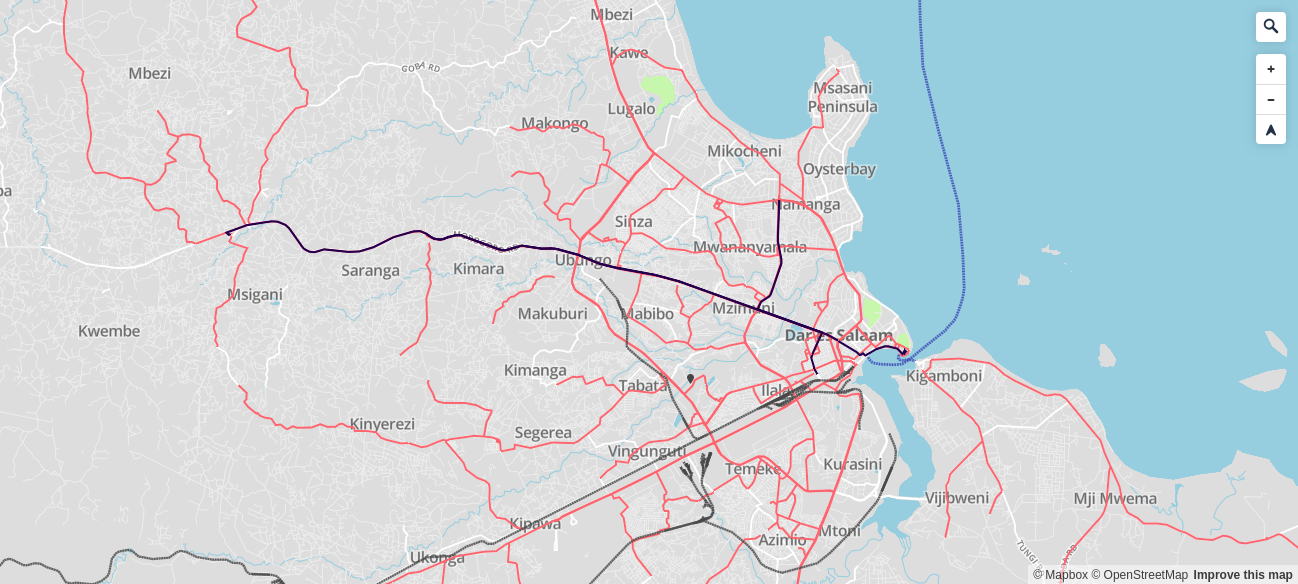 Mbezi
Kawe
GOBA RD
Mbezi
Msasani
Peninsula
Lugalo
Makongo
Mikocheni
Oysterbay
Namanga
Sinza
MOROGORO RD
Mwananyamala
Ubungo
Saranga
Kimara
Msigani
Makuburi
Mabibo
Mzimuni
Kwembe
Dar es Salaam
Kimanga
Tabata
Ilala
Kigamboni
Kinyerezi
Segerea
Vingunguti
Temeke
Kurasini
Vijibweni
Mji Mwema
Kipawa
Mtoni
Azimio
Ukonga
+
-
© Mapbox © OpenStreetMap Improve this map